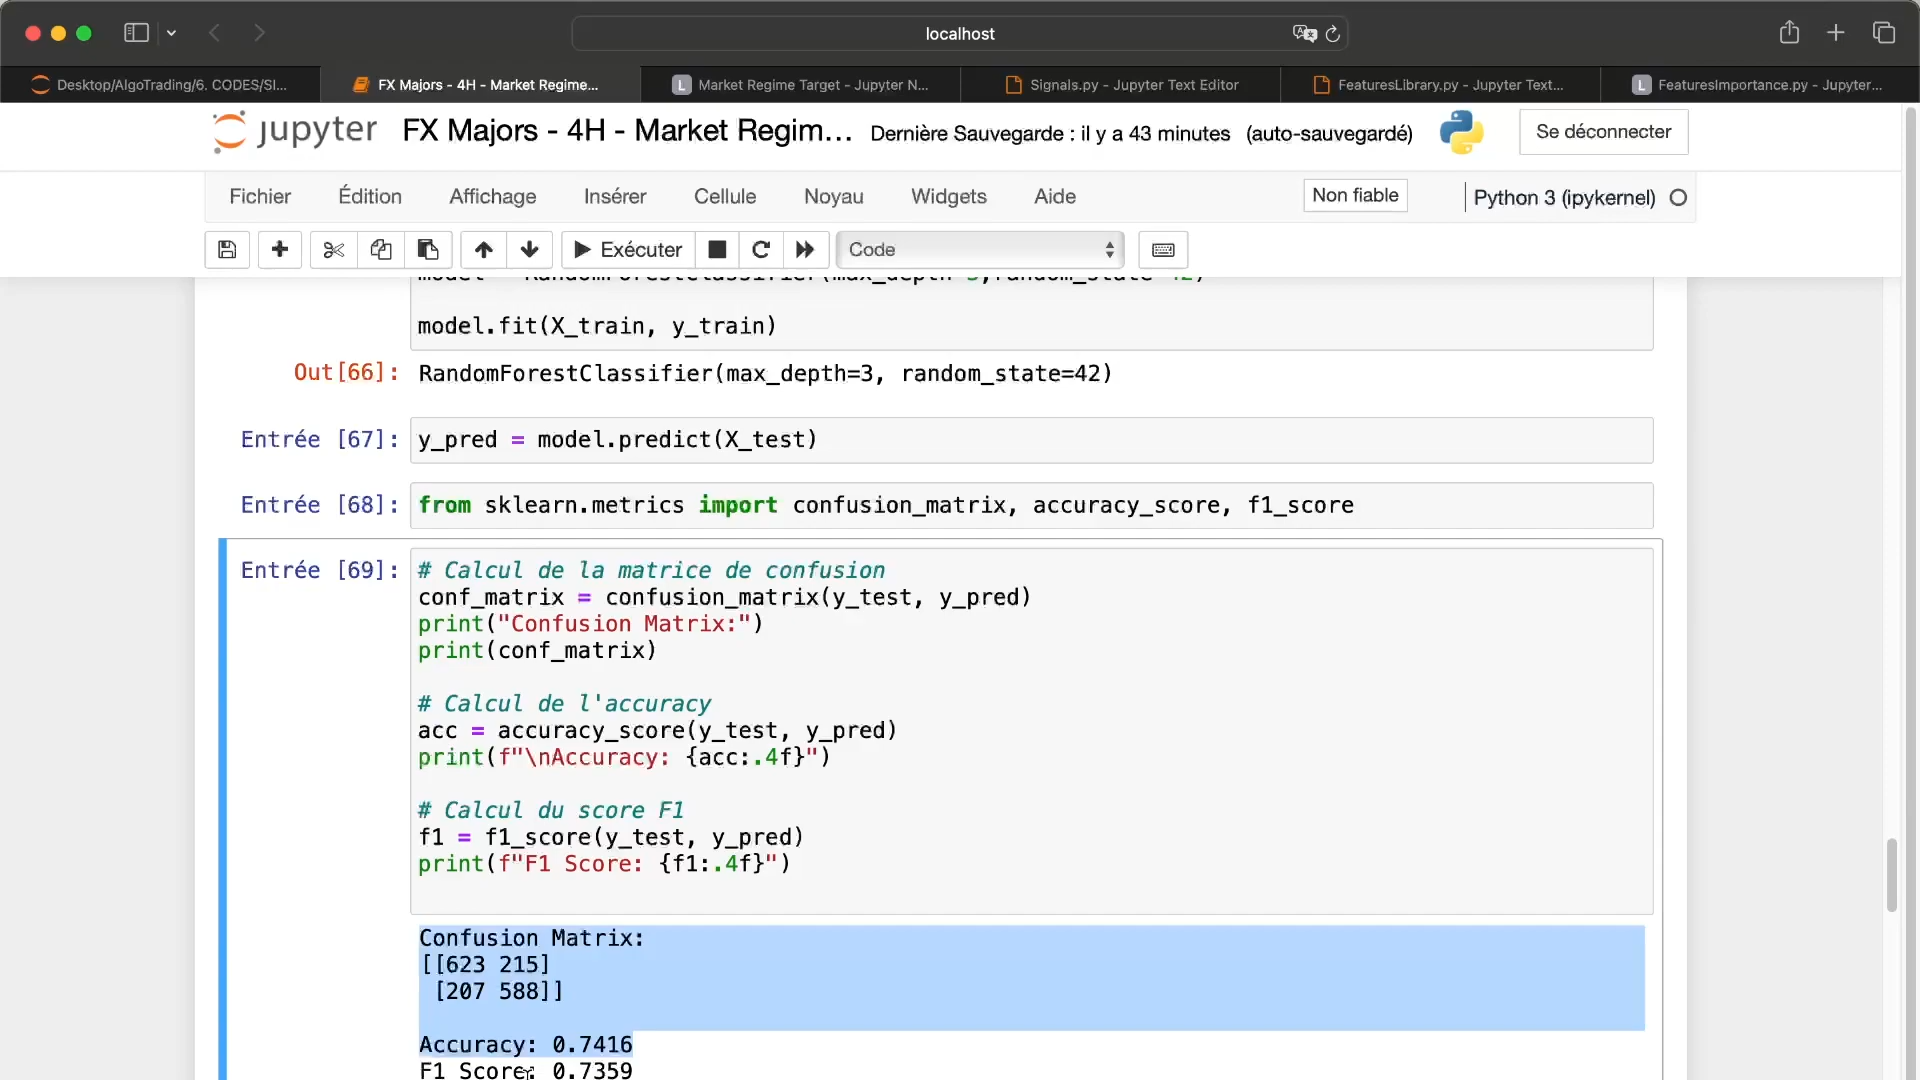 localhost
Desktop/AlgoTrading/6. CODES/SI...
FX Majors - 4H - Market Regime...
Market Regime Target - Jupyter N...
Signals.py - Jupyter Text Editor
FeaturesLibrary.py - Jupyter Text...
FeaturesImportance.py - Jupyter...
jupyter FX Majors - 4H - Market Regim... Dernière Sauvegarde : il y a 43 minutes (auto-sauvegardé)
Se déconnecter
Fichier Édition Affichage Insérer Cellule Noyau Widgets Aide
Non fiable
Python 3 (ipykernel)
Exécuter
Code
model.fit(X_train, y_train)
Out[66]: RandomForestClassifier(max_depth=3, random_state=42)
Entrée [67]: y_pred = model.predict(X_test)
Entrée [68]: from sklearn.metrics import confusion_matrix, accuracy_score, f1_score
Entrée [69]: # Calcul de la matrice de confusion
conf_matrix = confusion_matrix(y_test, y_pred)
print("Confusion Matrix:")
print(conf_matrix)
# Calcul de l'accuracy
acc = accuracy_score(y_test, y_pred)
print(f"\nAccuracy: {acc:.4f}")
# Calcul du score F1
f1 = f1_score(y_test, y_pred)
print(f"F1 Score: {f1:.4f}")
Confusion Matrix:
[[623 215]
[207 588]]
Accuracy: 0.7416
F1 Score: 0.7359